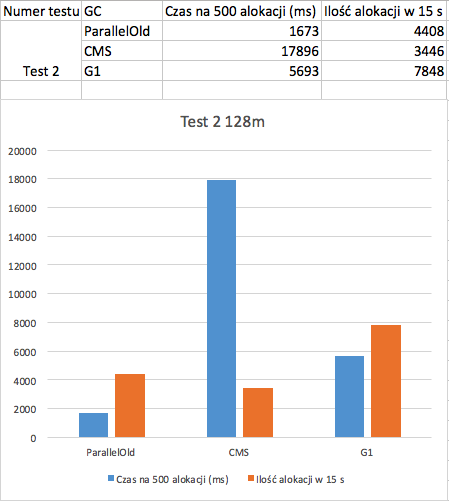 Numer testu GC Czas na 500 alokacji (ms) Ilość alokacji w 15 s
ParallelOld 1673 4408
CMS 17896 3446
Test 2 G1 5693 7848
Test 2 128m
20000
18000
16000
14000
12000
10000
8000
6000
4000
2000
0
ParallelOld CMS G1
Czas na 500 alokacji (ms) Ilość alokacji w 15 s